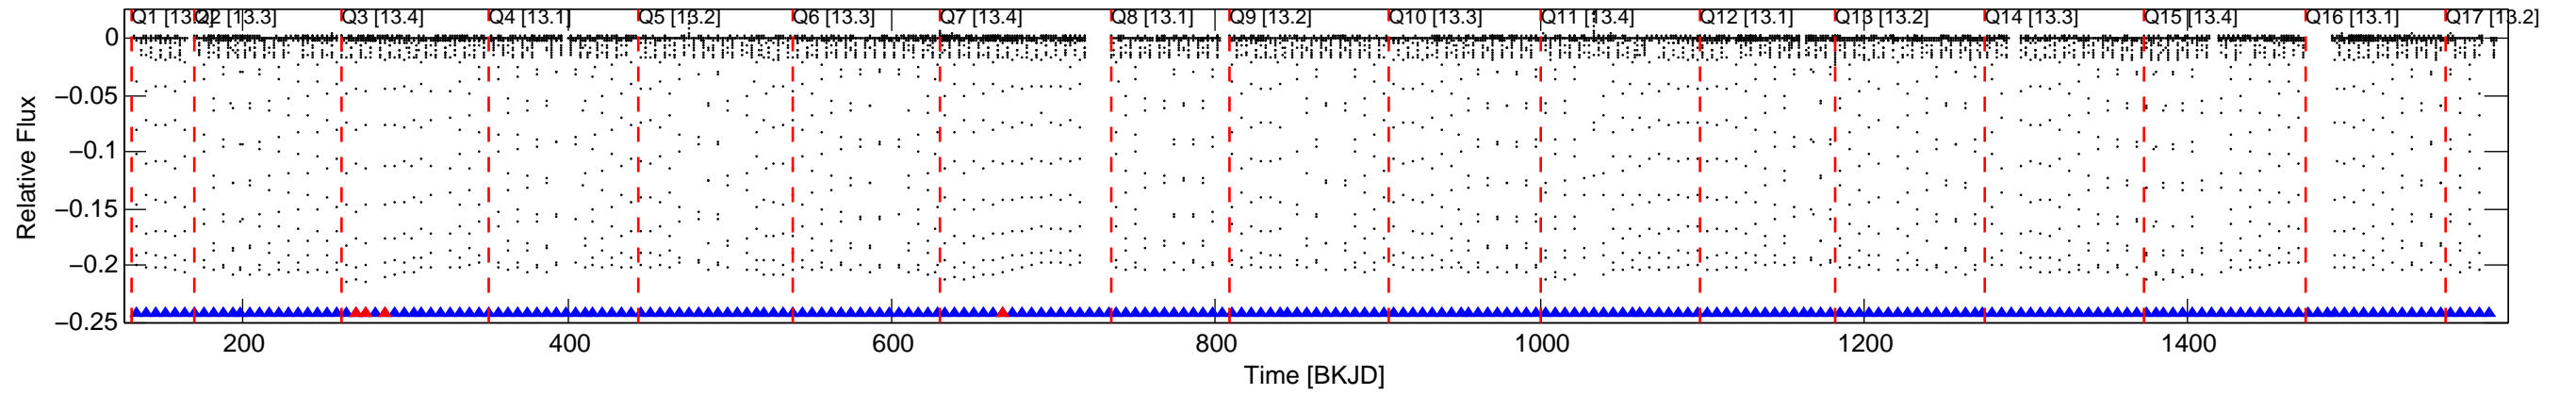 Q1 [13.2] Q2 [13.3] Q3 [13.4] Q4 [13.1] Q5 [13.2] Q6 [13.3] Q7 [13.4] Q8 [13.1] Q9 [13.2] Q10 [13.3] Q11 [13.4] Q12 [13.1] Q13 [13.2] Q14 [13.3] Q15 [13.4] Q16 [13.1] Q17 [13.2]
0
−0.05
−0.1
−0.15
−0.2
−0.25
Relative Flux
200 400 600 800 1000 1200 1400
Time [BKJD]